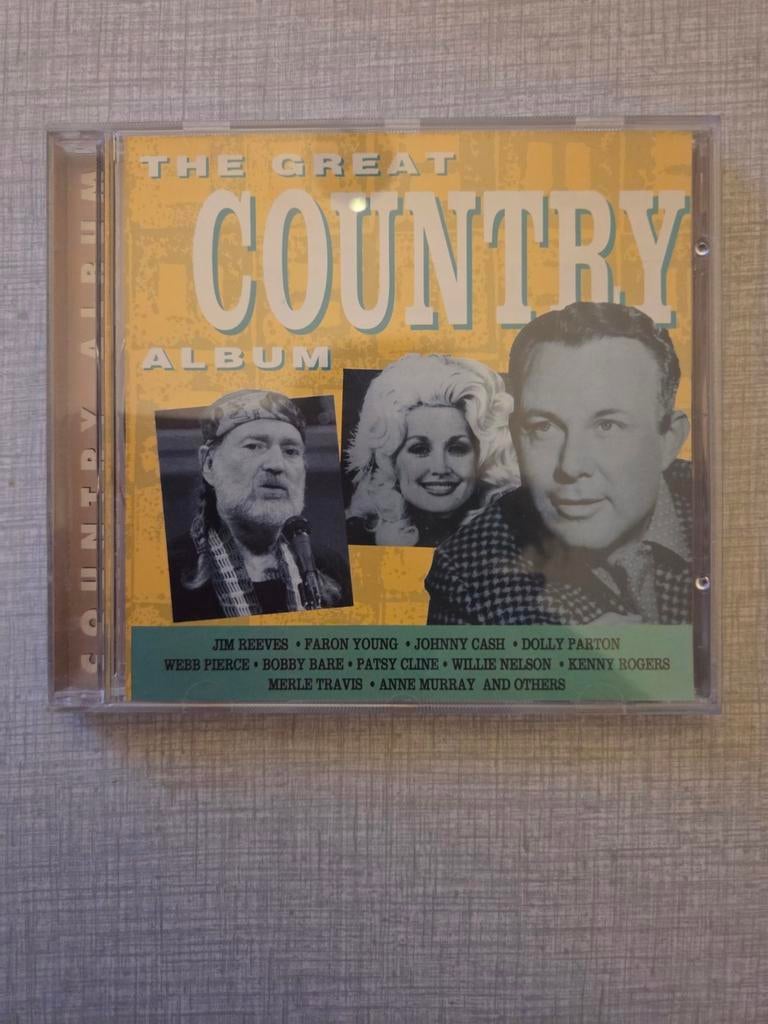 THE GREAT
COUNTRY
ALBUM
COUNTRY ALBUM
JIM REEVES • FARON YOUNG • JOHNNY CASH • DOLLY PARTON
WEBB PIERCE • BOBBY BARE • PATSY CLINE • WILLIE NELSON • KENNY ROGERS
MERLE TRAVIS • ANNE MURRAY AND OTHERS